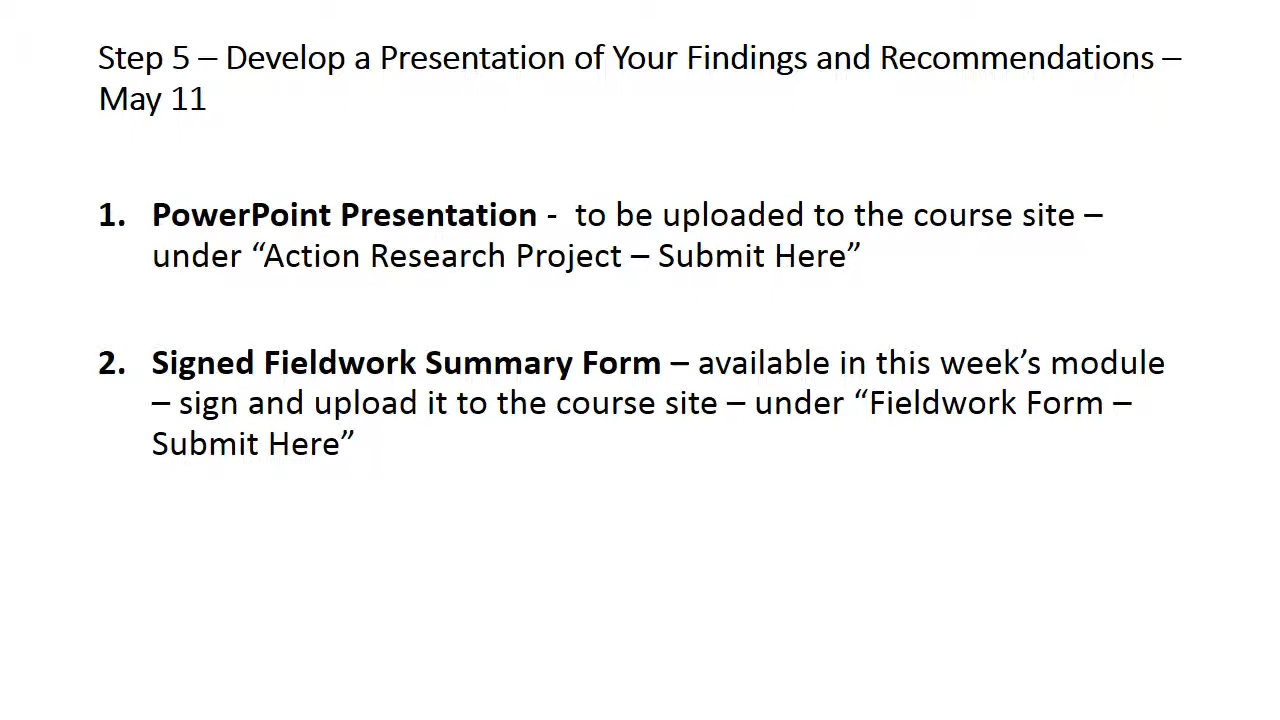 Step 5 – Develop a Presentation of Your Findings and Recommendations –
May 11
1. PowerPoint Presentation -  to be uploaded to the course site –
under “Action Research Project – Submit Here”
2. Signed Fieldwork Summary Form – available in this week’s module
– sign and upload it to the course site – under “Fieldwork Form –
Submit Here”